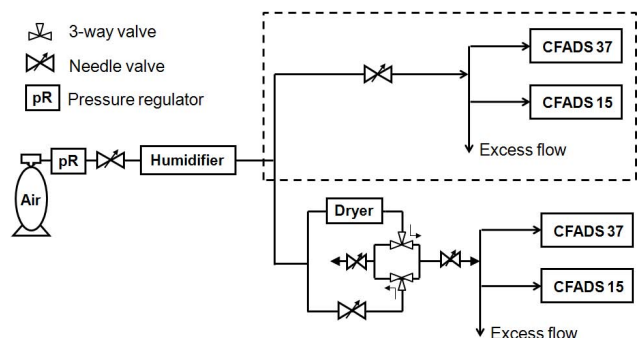 3-way valve
Needle valve
pR Pressure regulator
CFADS 37
CFADS 15
Excess flow
pR
Humidifier
Air
Dryer
CFADS 37
CFADS 15
Excess flow